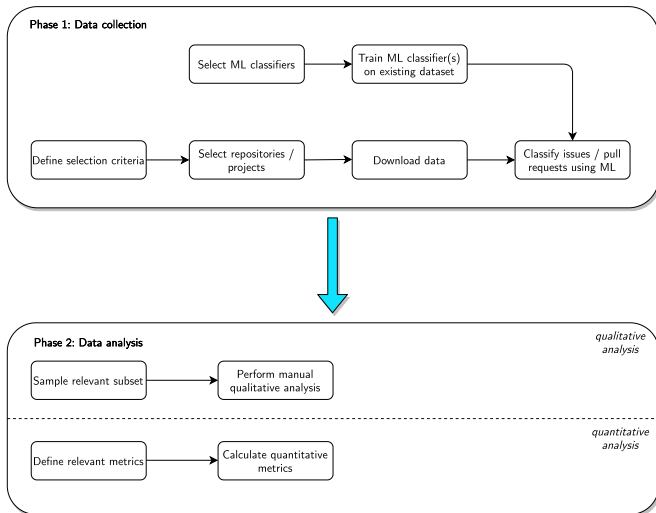 Phase 1: Data collection
Select ML classifiers
Train ML classifier(s)
on existing dataset
Define selection criteria
Select repositories /
projects
Download data
Classify issues / pull
requests using ML
Phase 2: Data analysis
qualitative
analysis
Sample relevant subset
Perform manual
qualitative analysis
quantitative
analysis
Define relevant metrics
Calculate quantitative
metrics